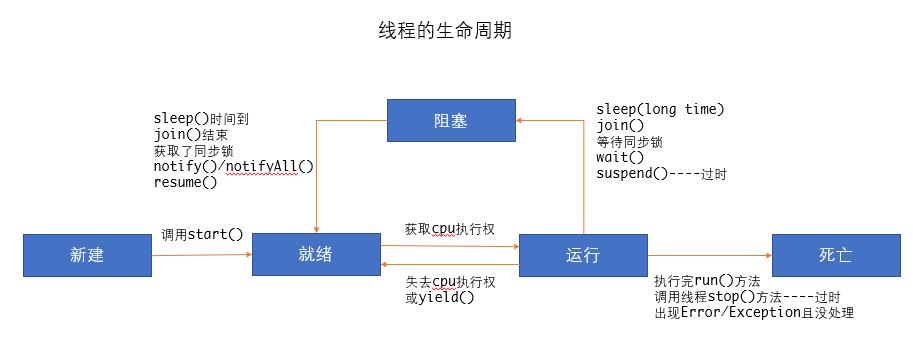 线程的生命周期
阻塞
sleep()时间到
join()结束
获取了同步锁
notify()/notifyAll()
resume()
sleep(long time)
join()
等待同步锁
wait()
suspend()----过时
新建
调用start()
就绪
获取cpu执行权
失去cpu执行权
或yield()
运行
死亡
执行完run()方法
调用线程stop()方法----过时
出现Error/Exception且没处理